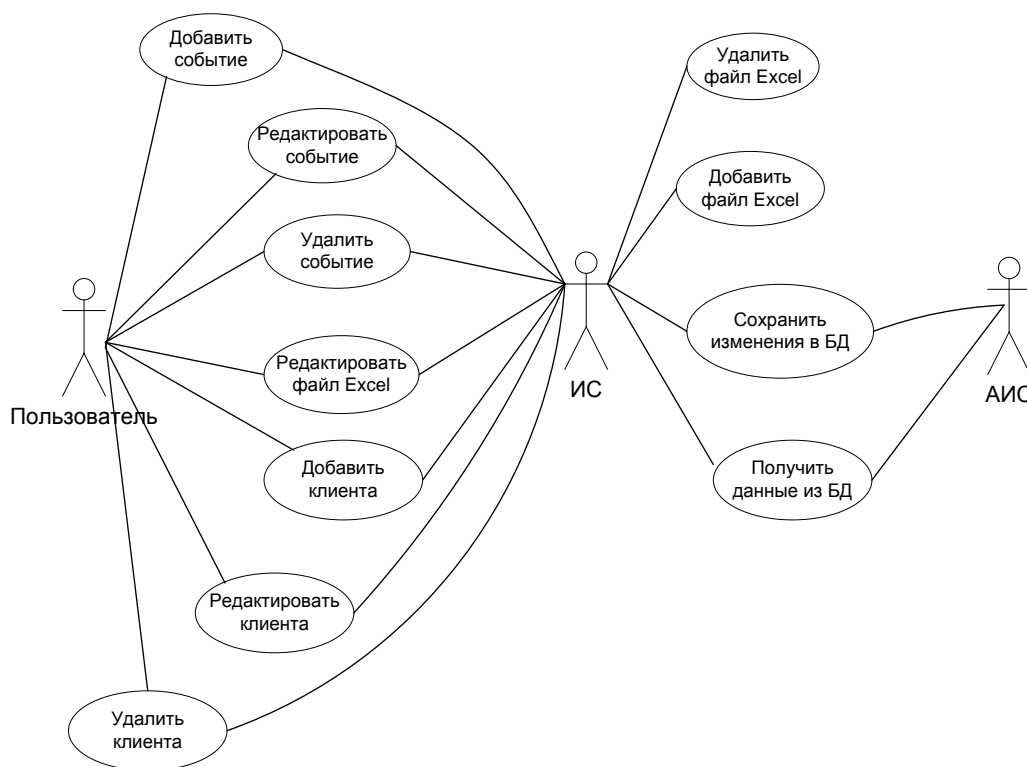 Добавить
событие
Редактировать
событие
Удалить
событие
Редактировать
файл Excel
Добавить
клиента
Редактировать
клиента
Удалить
клиента
Пользователь
ИС
Удалить
файл Excel
Добавить
файл Excel
Сохранить
изменения в БД
Получить
данные из БД
АИС